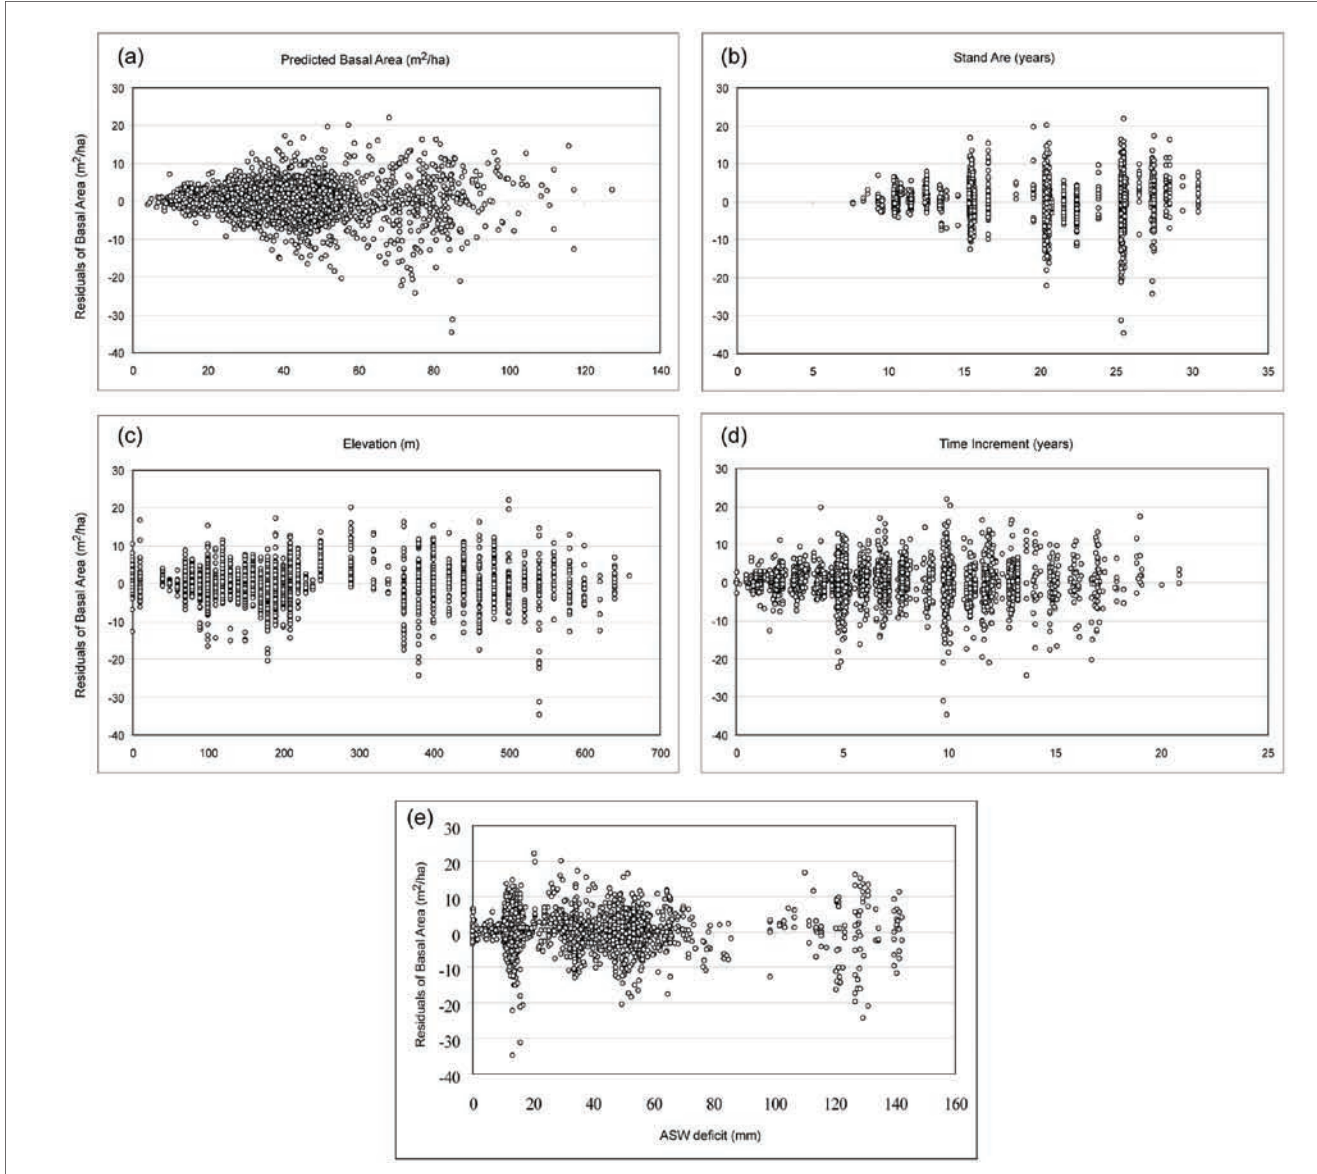 (a)
Predicted Basal Area (m²/ha)
Residuals of Basal Area (m²/ha)
30
20
10
0
-10
-20
-30
-40
0 20 40 60 80 100 120 140
(b)
Stand Are (years)
30
20
10
0
-10
-20
-30
-40
0 5 10 15 20 25 30 35
(c)
Elevation (m)
Residuals of Basal Area (m²/ha)
30
20
10
0
-10
-20
-30
-40
0 100 200 300 400 500 600 700
(d)
Time Increment (years)
30
20
10
0
-10
-20
-30
-40
0 5 10 15 20 25
(e)
Residuals of Basal Area (m²/ha)
30
20
10
0
-10
-20
-30
-40
0 20 40 60 80 100 120 140 160
ASW deficit (mm)